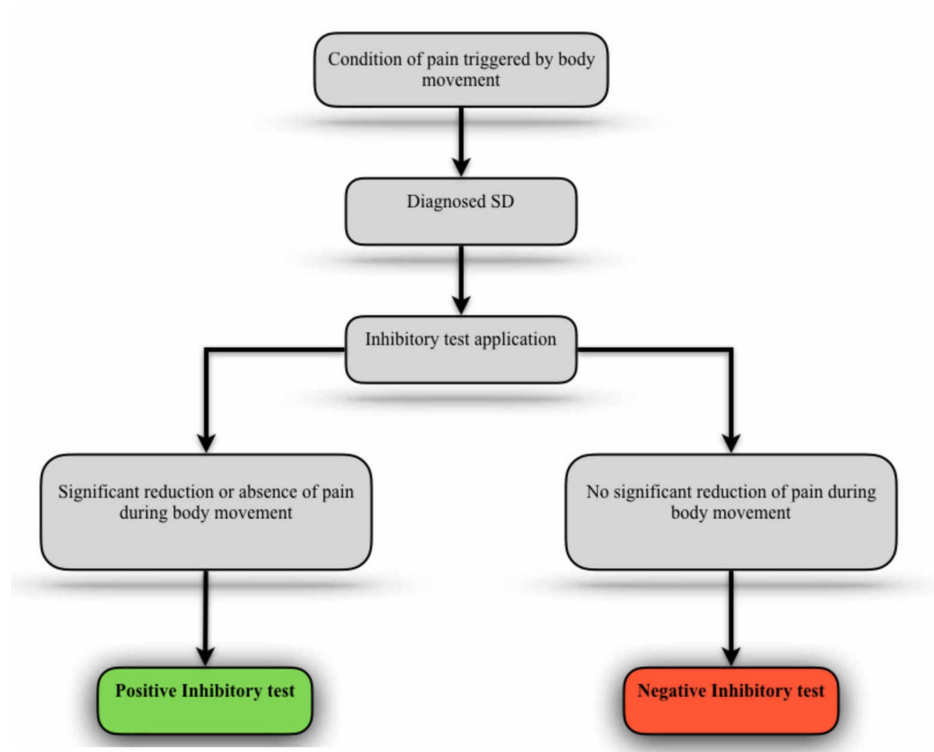 Condition of pain triggered by body
movement
Diagnosed SD
Inhibitory test application
Significant reduction or absence of pain
during body movement
No significant reduction of pain during
body movement
Positive Inhibitory test
Negative Inhibitory test